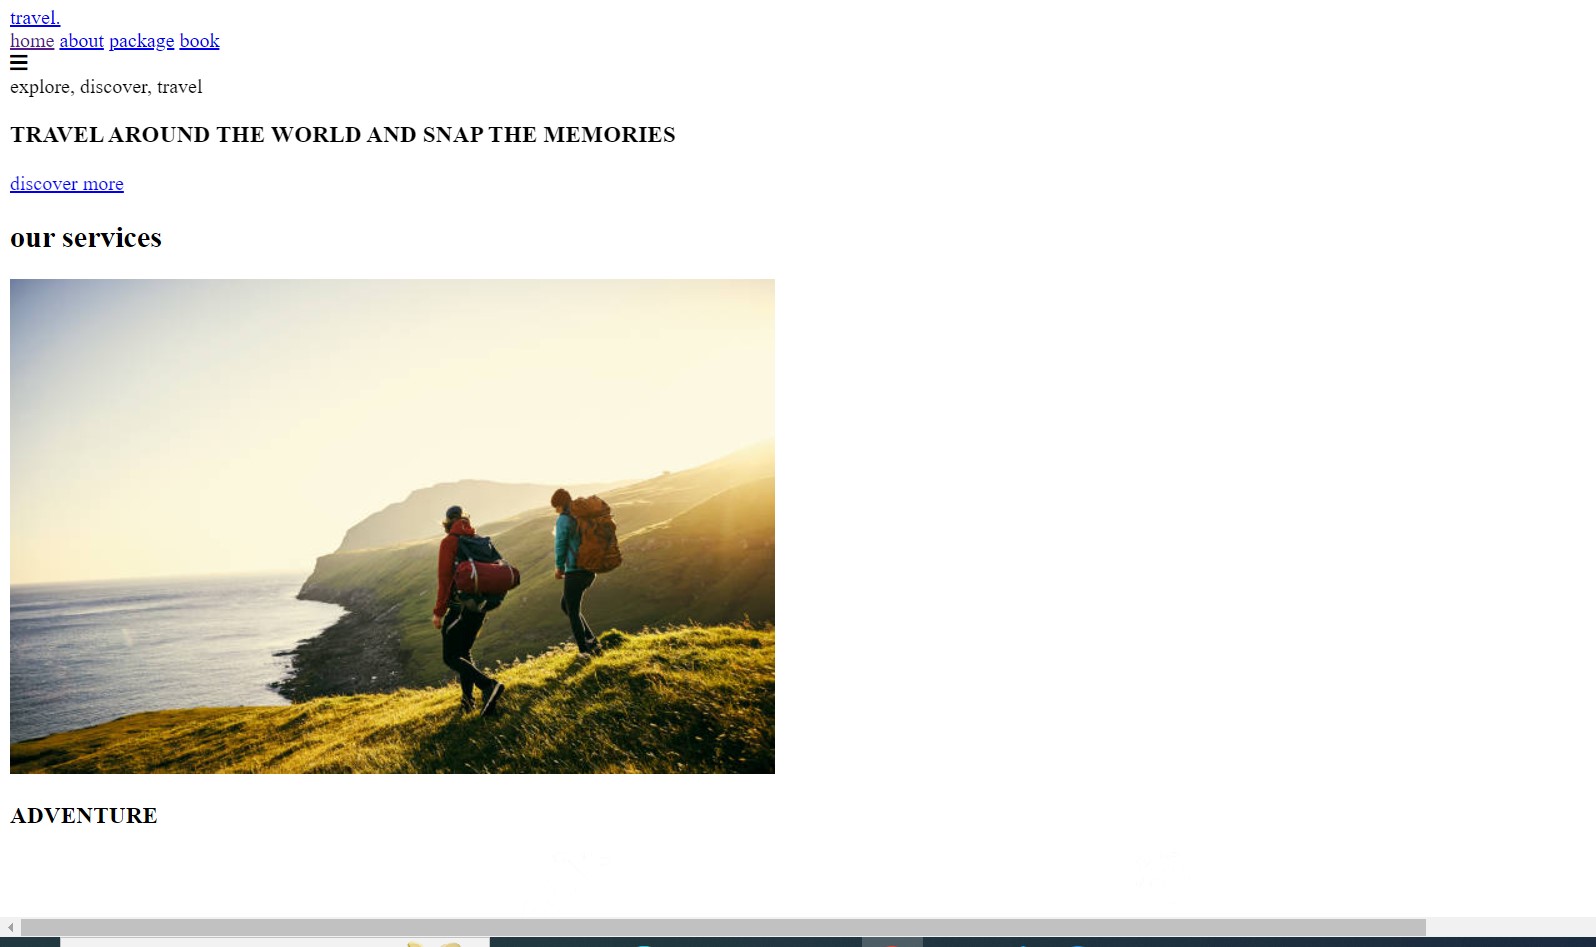 travel.
home about package book
explore, discover, travel
TRAVEL AROUND THE WORLD AND SNAP THE MEMORIES
discover more
our services
ADVENTURE